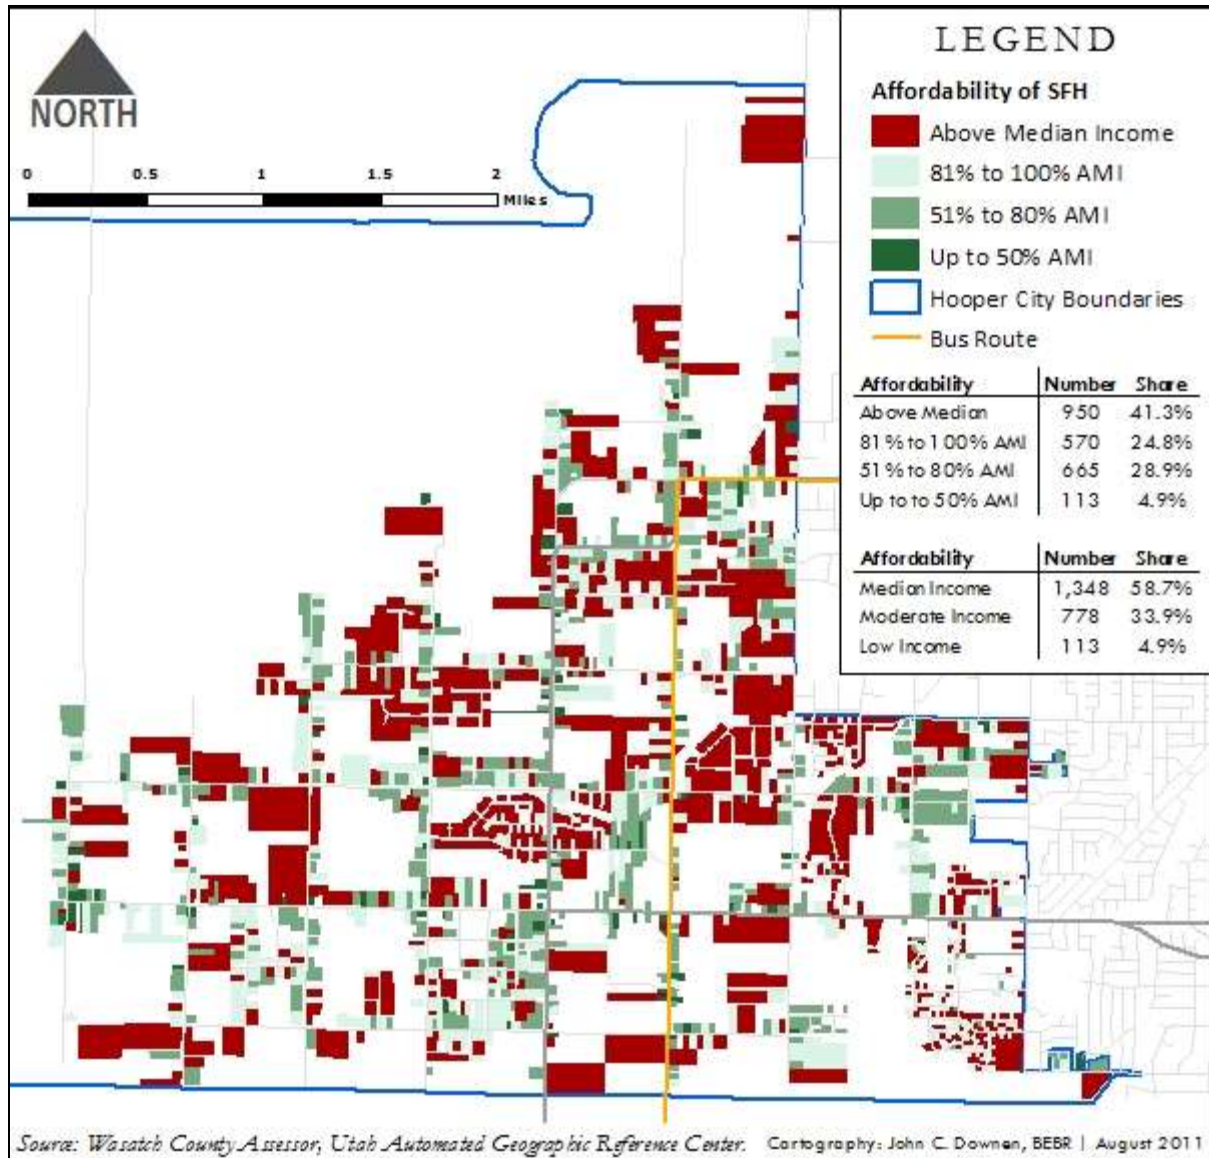 NORTH
0 0.5 1 1.5 2
Miles
LEGEND
Affordability of SFH
Above Median Income
81% to 100% AMI
51% to 80% AMI
Up to 50% AMI
Hooper City Boundaries
Bus Route
Affordability Number Share
Above Median 950 41.3%
81% to 100% AMI 570 24.8%
51% to 80% AMI 665 28.9%
Up to to 50% AMI 113 4.9%
Affordability Number Share
Median Income 1,348 58.7%
Moderate Income 778 33.9%
Low Income 113 4.9%
Source: Wasatch County Assessor, Utah Automated Geographic Reference Center. Cartography: John C. Downen, BEBR | August 2011